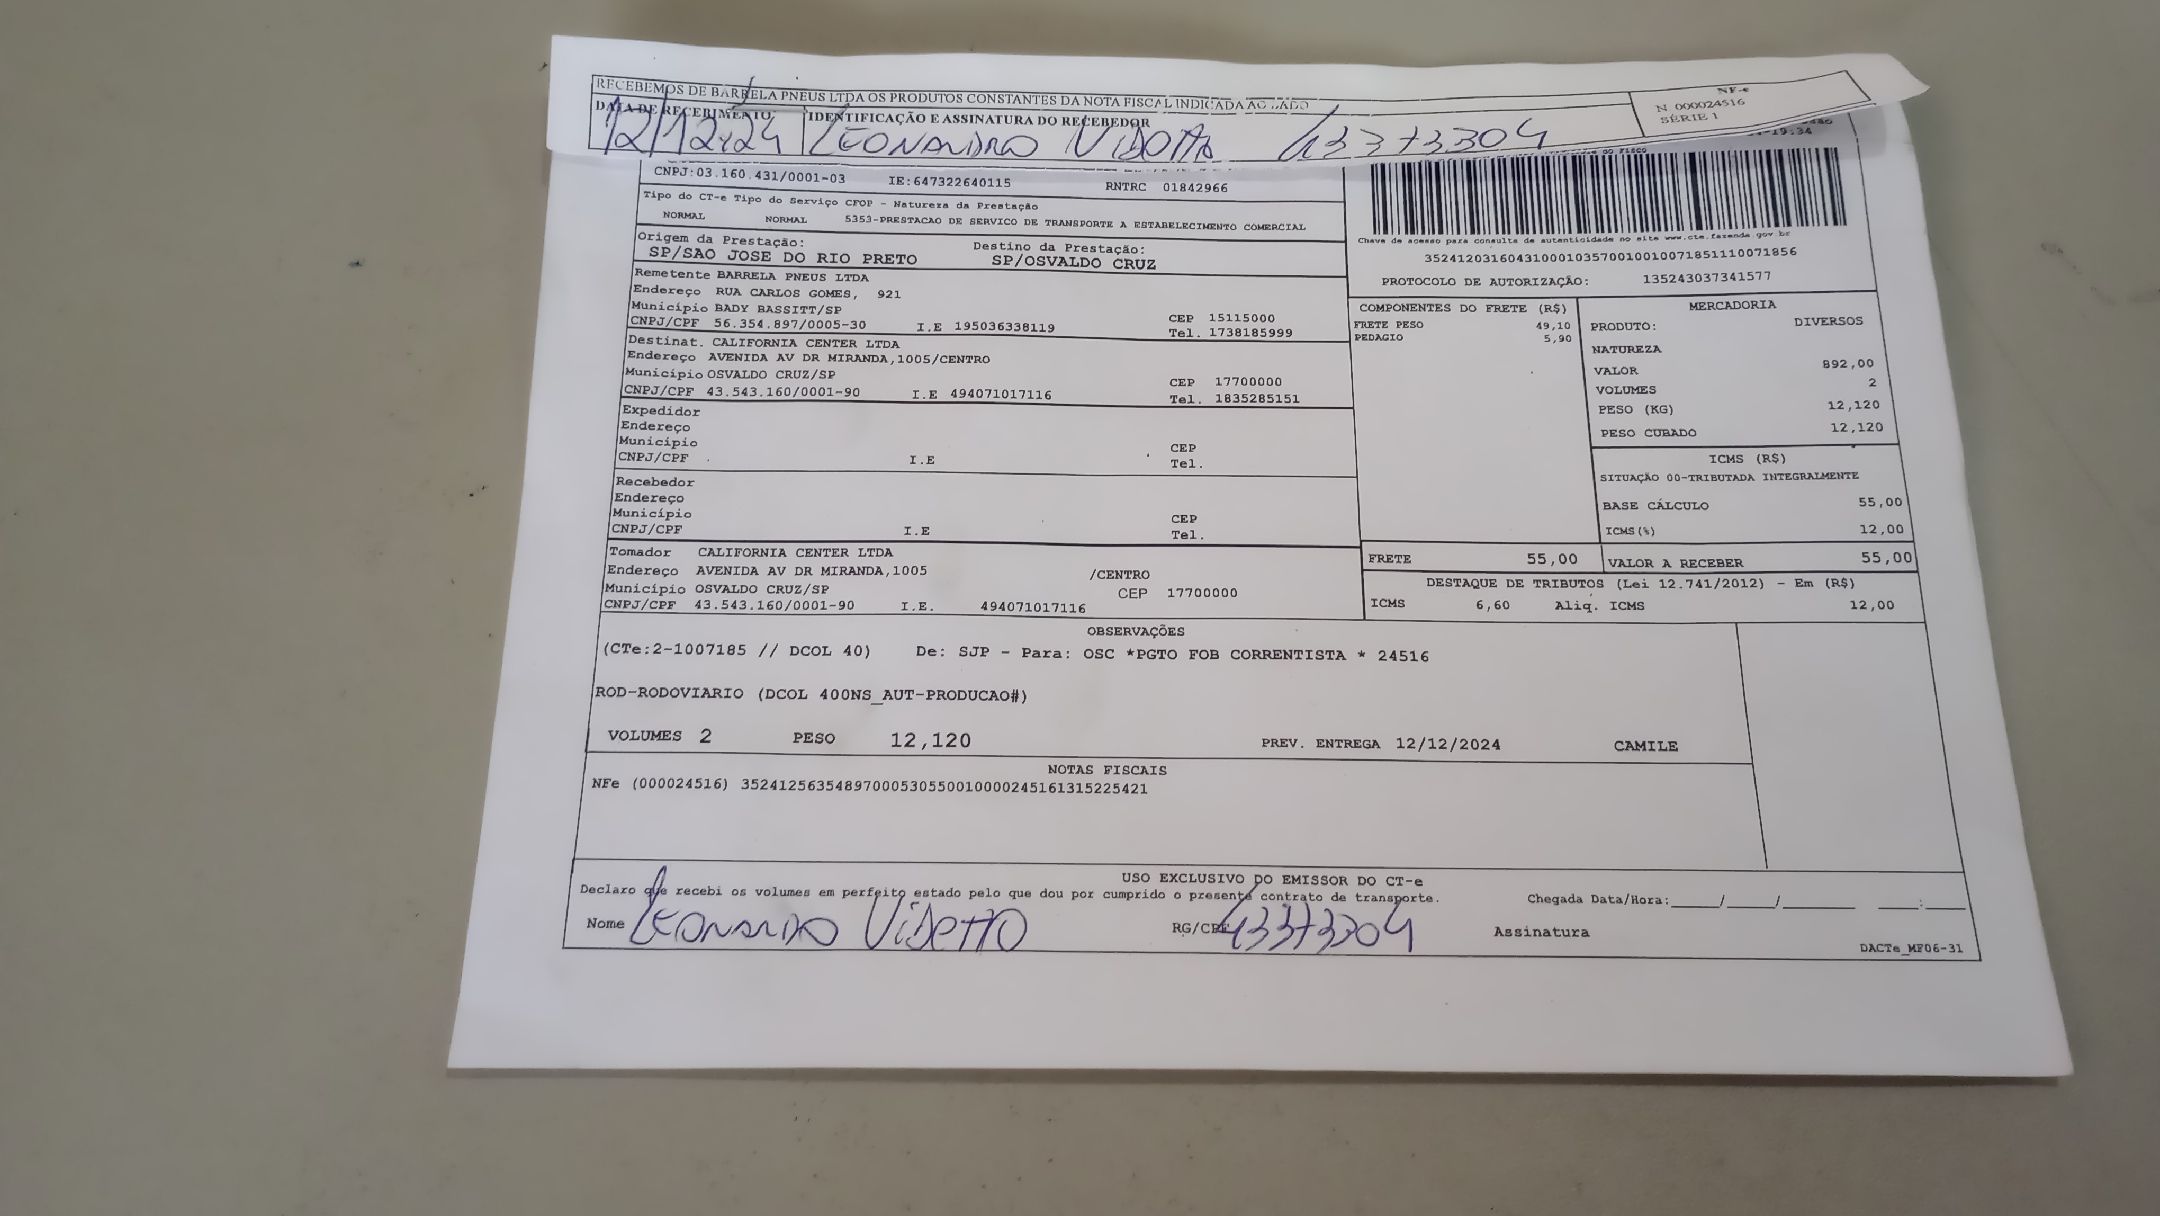 RECEBEMOS DE BARRELA PNEUS LTDA OS PRODUTOS CONSTANTES DA NOTA FISCAL INDICADA AO LADO
NF-e
N 000024516
SÉRIE 1
DATA DE RECEBIMENTO
IDENTIFICAÇÃO E ASSINATURA DO RECEBEDOR
12/12.24 LEONARDO VIDOTTO 43373304
19:34
CNPJ:03.160.431/0001-03 IE:647322640115 RNTRC 01842966
Tipo do CT-e Tipo do Serviço CFOP - Natureza da Prestação
NORMAL NORMAL 5353-PRESTACAO DE SERVICO DE TRANSPORTE A ESTABELECIMENTO COMERCIAL
Origem da Prestação: Destino da Prestação:
SP/SAO JOSE DO RIO PRETO SP/OSVALDO CRUZ
Chave de acesso para consulta de autenticidade no site www.cte.fazenda.gov.br
35241203160431000103570010010071851110071856
PROTOCOLO DE AUTORIZAÇÃO: 135243037341577
Remetente BARRELA PNEUS LTDA
Endereço RUA CARLOS GOMES, 921
Município BADY BASSITT/SP CEP 15115000
CNPJ/CPF 56.354.897/0005-30 I.E 195036338119 Tel. 1738185999
Destinat. CALIFORNIA CENTER LTDA
Endereço AVENIDA AV DR MIRANDA,1005/CENTRO
Município OSVALDO CRUZ/SP CEP 17700000
CNPJ/CPF 43.543.160/0001-90 I.E 494071017116 Tel. 1835285151
Expedidor
Endereço
Município CEP
CNPJ/CPF I.E Tel.
Recebedor
Endereço
Município CEP
CNPJ/CPF I.E Tel.
Tomador CALIFORNIA CENTER LTDA
Endereço AVENIDA AV DR MIRANDA,1005 /CENTRO
Município OSVALDO CRUZ/SP CEP 17700000
CNPJ/CPF 43.543.160/0001-90 I.E. 494071017116
COMPONENTES DO FRETE (R$)
FRETE PESO 49,10
PEDAGIO 5,90
MERCADORIA
PRODUTO: DIVERSOS
NATUREZA
VALOR 892,00
VOLUMES 2
PESO (KG) 12,120
PESO CUBADO 12,120
ICMS (R$)
SITUAÇÃO 00-TRIBUTADA INTEGRALMENTE
BASE CÁLCULO 55,00
ICMS(%) 12,00
FRETE 55,00 VALOR A RECEBER 55,00
DESTAQUE DE TRIBUTOS (Lei 12.741/2012) - Em (R$)
ICMS 6,60 Aliq. ICMS 12,00
OBSERVAÇÕES
(CTe:2-1007185 // DCOL 40) De: SJP - Para: OSC *PGTO FOB CORRENTISTA * 24516
ROD-RODOVIARIO (DCOL 400NS_AUT-PRODUCAO#)
VOLUMES 2 PESO 12,120 PREV. ENTREGA 12/12/2024 CAMILE
NOTAS FISCAIS
NFe (000024516) 35241256354897000530550010000245161315225421
USO EXCLUSIVO DO EMISSOR DO CT-e
Declaro que recebi os volumes em perfeito estado pelo que dou por cumprido o presente contrato de transporte. Chegada Data/Hora:_____/_____/_______ ____:____
Nome LEONARDO VIDOTTO RG/CPF 43373304 Assinatura
DACTe_MF06-31